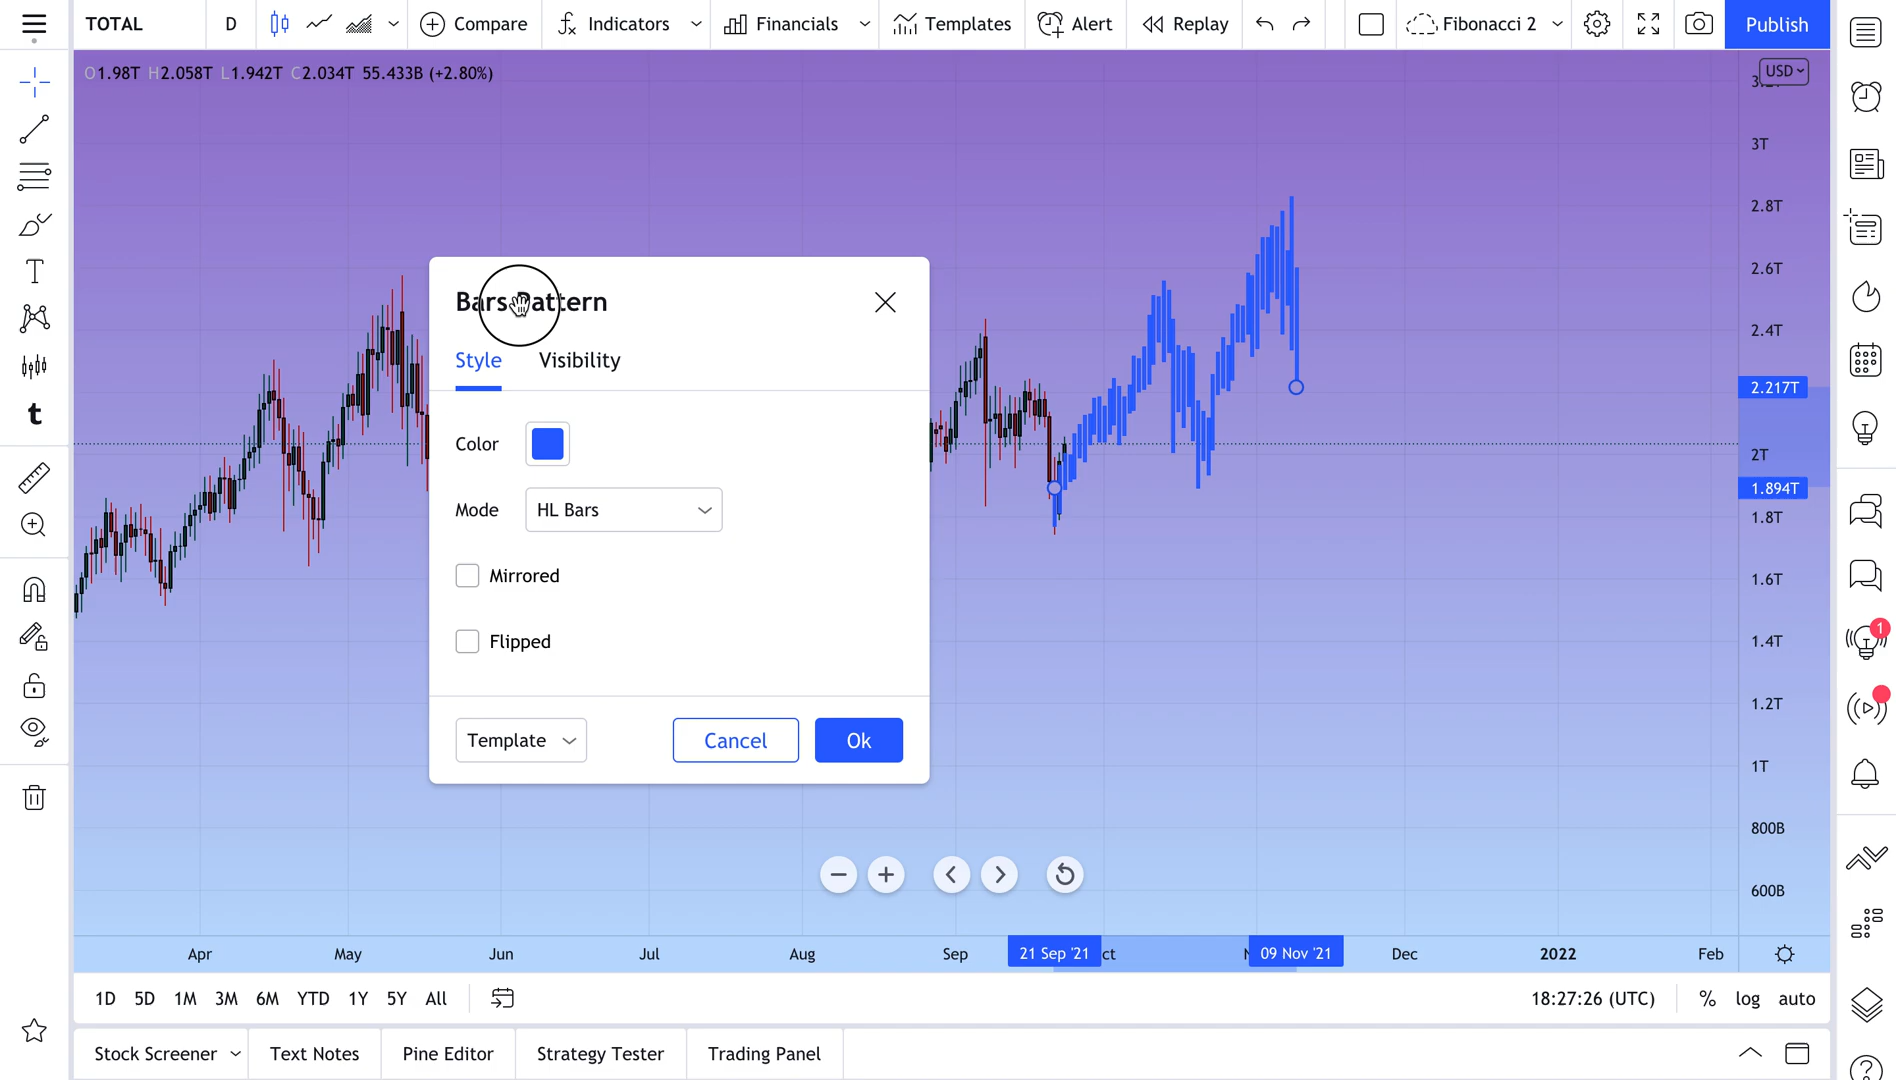 TOTAL D Compare Indicators Financials Templates Alert Replay Fibonacci 2 Publish
O1.98T H2.058T L1.942T C2.034T 55.433B (+2.80%)
USD
3T
2.8T
2.6T
2.4T
2.217T
2T
1.894T
1.8T
1.6T
1.4T
1.2T
1T
800B
600B
Bars Pattern
Style Visibility
Color
Mode HL Bars
Mirrored
Flipped
Template Cancel Ok
T
t
1
Apr May Jun Jul Aug Sep 21 Sep '21 ct N 09 Nov '21 Dec 2022 Feb
1D 5D 1M 3M 6M YTD 1Y 5Y All 18:27:26 (UTC) % log auto
Stock Screener Text Notes Pine Editor Strategy Tester Trading Panel